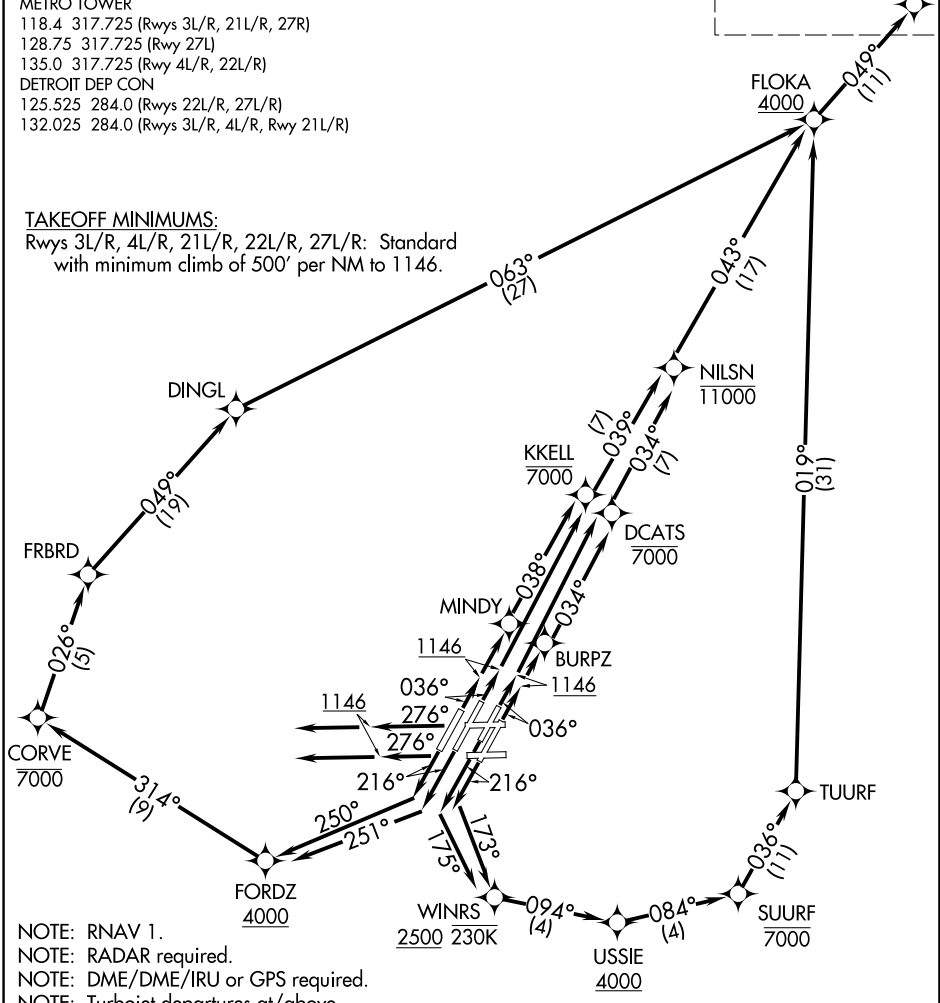 METRO TOWER
118.4 317.725 (Rwys 3L/R, 21L/R, 27R)
128.75 317.725 (Rwy 27L)
135.0 317.725 (Rwy 4L/R, 22L/R)
DETROIT DEP CON
125.525 284.0 (Rwys 22L/R, 27L/R)
132.025 284.0 (Rwys 3L/R, 4L/R, Rwy 21L/R)
049°
(11)
FLOKA
4000
TAKEOFF MINIMUMS:
Rwys 3L/R, 4L/R, 21L/R, 22L/R, 27L/R: Standard
with minimum climb of 500' per NM to 1146.
063°
(27)
043°
(17)
NILSN
11000
DINGL
(7)
039°
034°
(7)
KKELL
7000
019°
(31)
049°
(19)
DCATS
7000
FRBRD
038°
034°
MINDY
BURPZ
026°
(5)
1146
1146
036°
036°
1146
276°
276°
CORVE
7000
216°
216°
314°
(9)
TUURF
250°
251°
175°
173°
036°
(11)
FORDZ
4000
WINRS
2500 230K
094°
(4)
084°
(4)
SUURF
7000
USSIE
4000
NOTE: RNAV 1.
NOTE: RADAR required.
NOTE: DME/DME/IRU or GPS required.
NOTE: Turbojet departures at/above